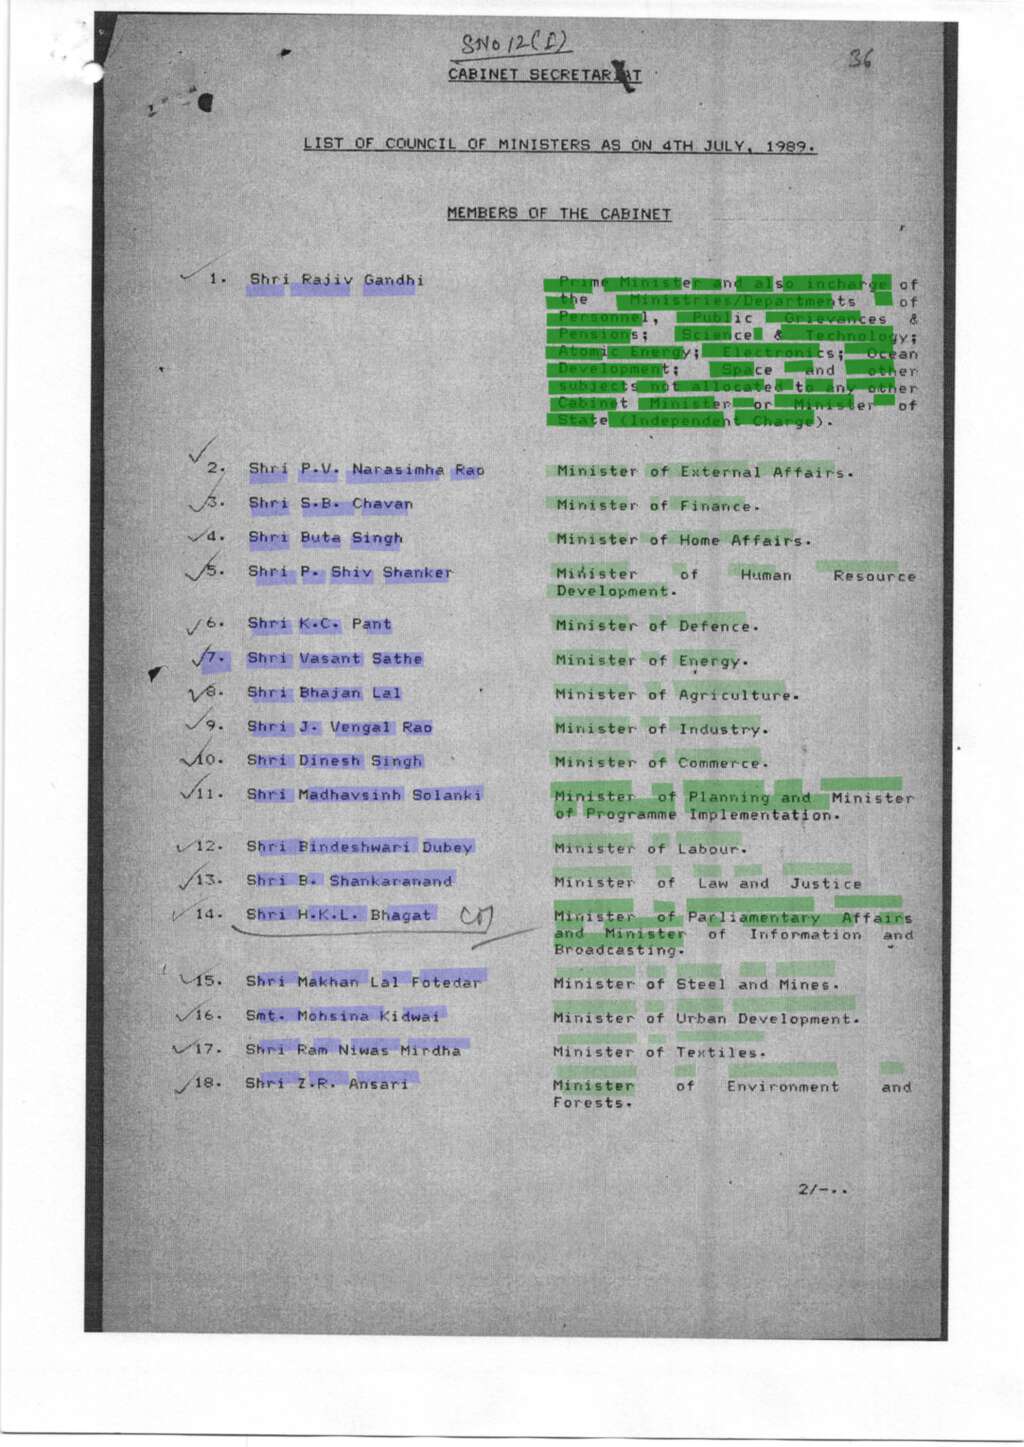 SNo 12(I)
36
CABINET SECRETARIAT
LIST OF COUNCIL OF MINISTERS AS ON 4TH JULY, 1989.
MEMBERS OF THE CABINET
1. Shri Rajiv Gandhi Prime Minister and also incharge of
the Ministries/Departments of
Personnel, Public Grievances &
Pensions; Science & Technology;
Atomic Energy; Electronics; Ocean
Development; Space and other
subjects not allocated to any other
Cabinet Minister or Minister of
State (Independent Charge).
2. Shri P.V. Narasimha Rao Minister of External Affairs.
3. Shri S.B. Chavan Minister of Finance.
4. Shri Buta Singh Minister of Home Affairs.
5. Shri P. Shiv Shanker Minister of Human Resource
Development.
6. Shri K.C. Pant Minister of Defence.
7. Shri Vasant Sathe Minister of Energy.
8. Shri Bhajan Lal Minister of Agriculture.
9. Shri J. Vengal Rao Minister of Industry.
10. Shri Dinesh Singh Minister of Commerce.
11. Shri Madhavsinh Solanki Minister of Planning and Minister
of Programme Implementation.
12. Shri Bindeshwari Dubey Minister of Labour.
13. Shri B. Shankaranand Minister of Law and Justice
14. Shri H.K.L. Bhagat Minister of Parliamentary Affairs
and Minister of Information and
Broadcasting.
15. Shri Makhan Lal Fotedar Minister of Steel and Mines.
16. Smt. Mohsina Kidwai Minister of Urban Development.
17. Shri Ram Niwas Mirdha Minister of Textiles.
18. Shri Z.R. Ansari Minister of Environment and
Forests.
2/-..